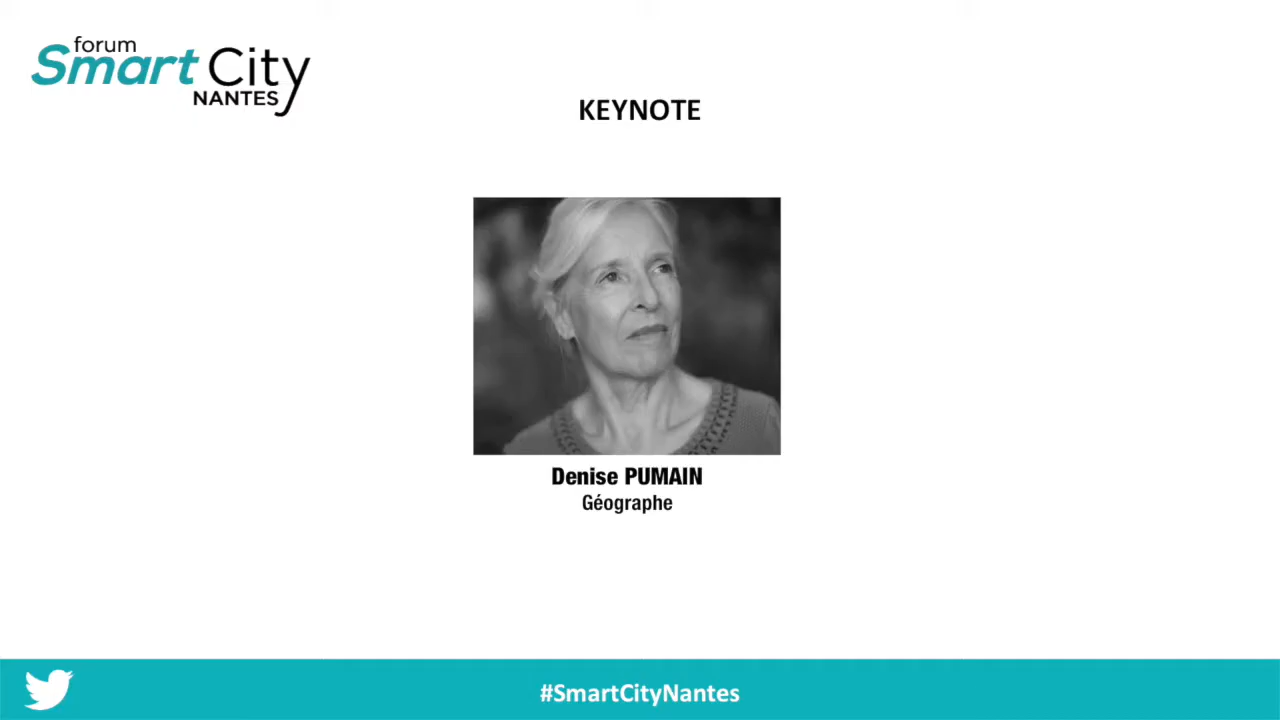 forum
Smart City
NANTES
KEYNOTE
Denise PUMAIN
Géographe
#SmartCityNantes